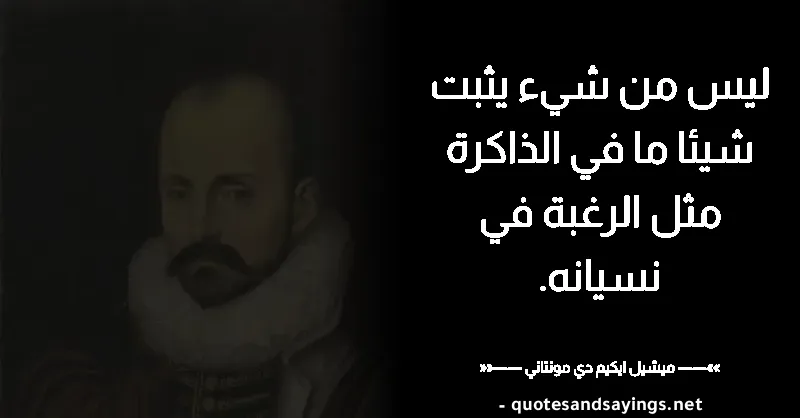 ليس من شيء يثبت
شيئا ما في الذاكرة
مثل الرغبة في
نسيانه.
»»—— ميشيل ايكيم دي مونتاني ——««
- quotesandsayings.net